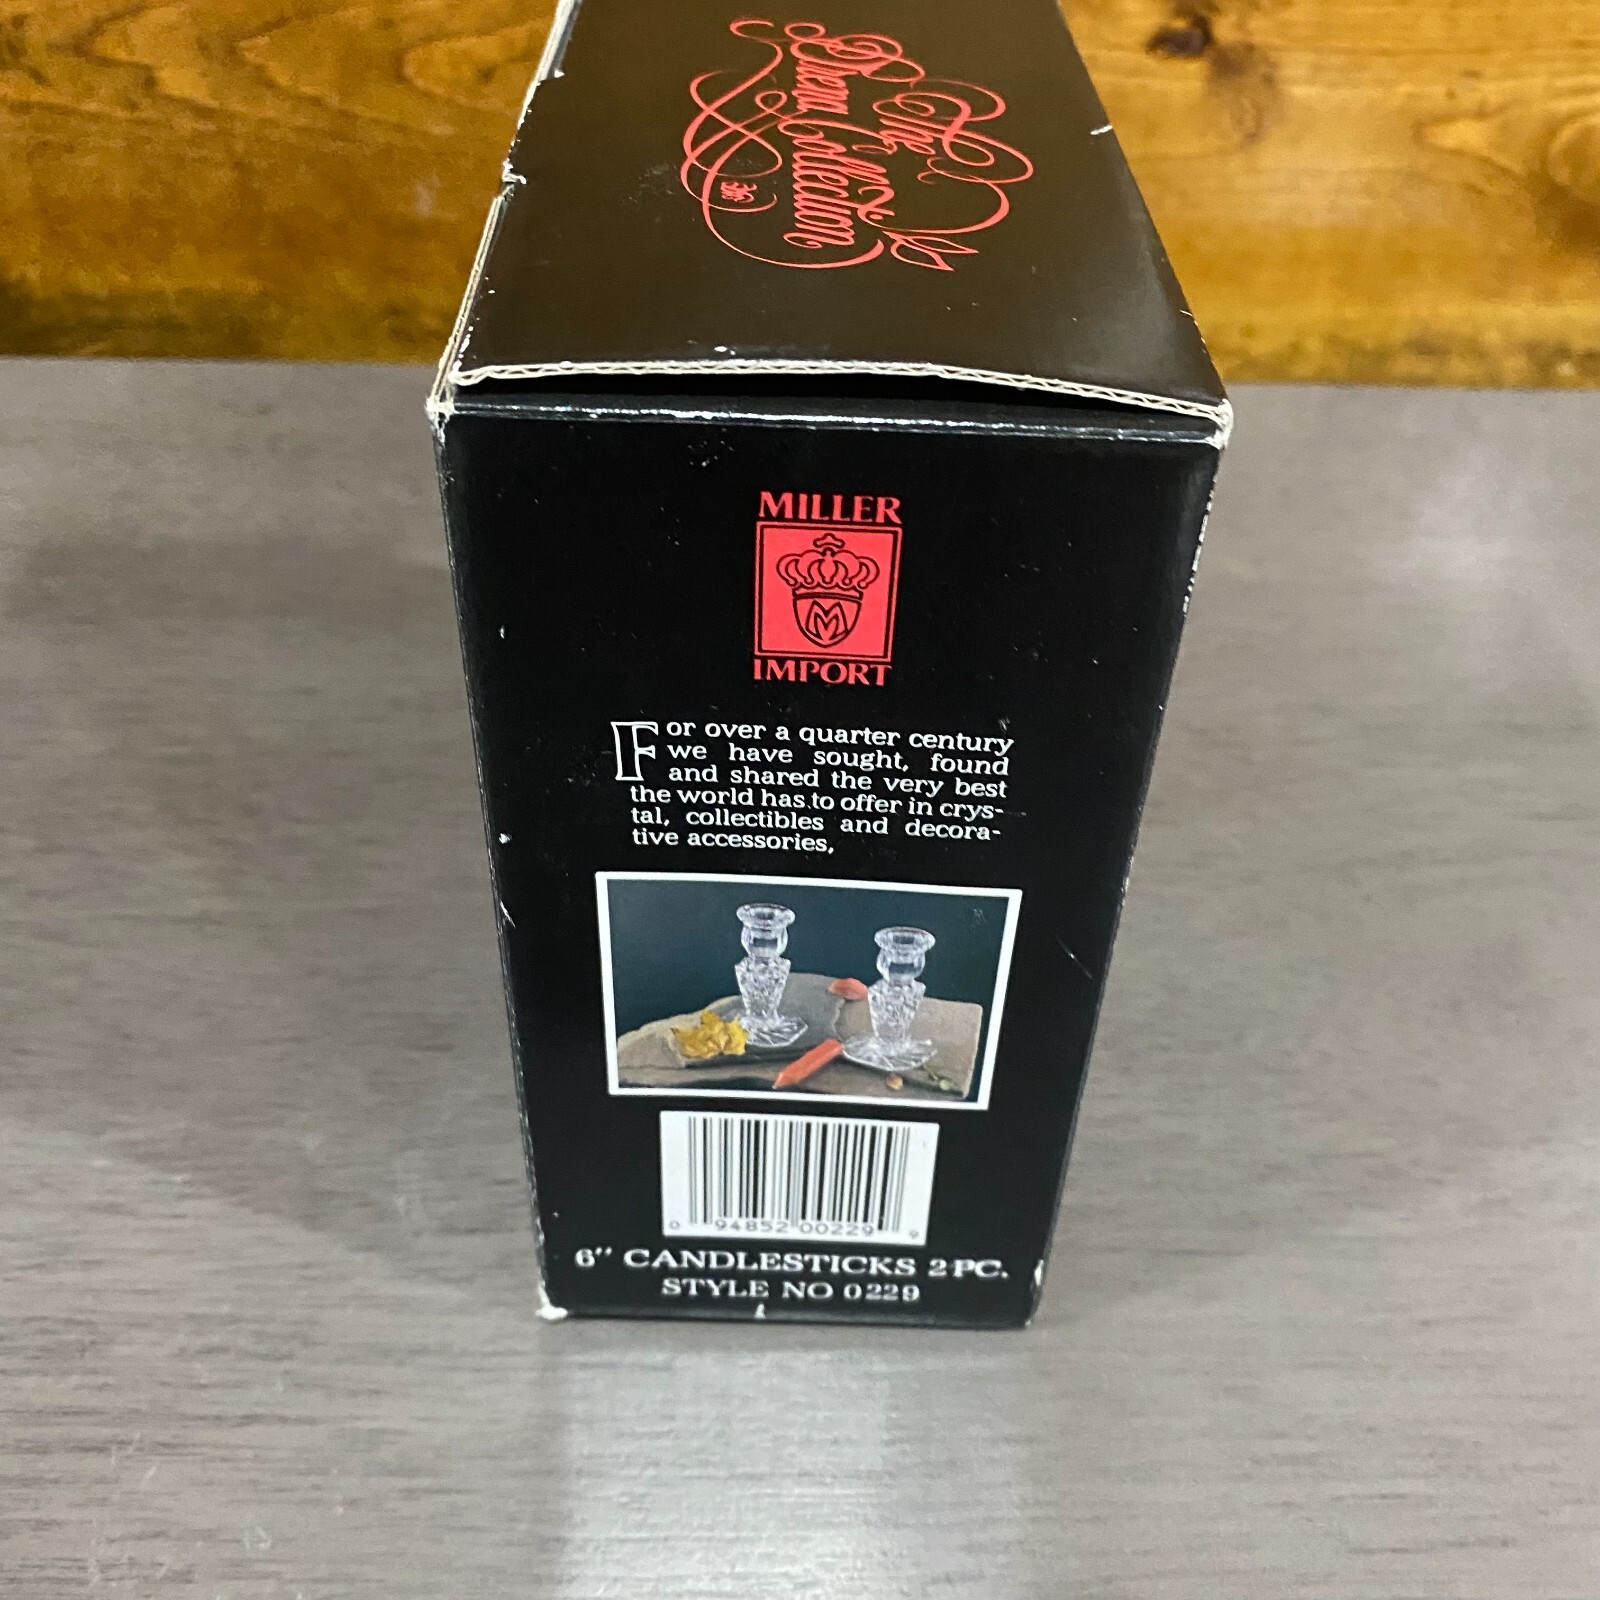 The
Athena Collection
MILLER
M
IMPORT
For over a quarter century
we have sought, found
and shared the very best
the world has to offer in crys-
tal, collectibles and decora-
tive accessories,
0 94852 00229 9
6" CANDLESTICKS 2 PC.
STYLE NO 0229